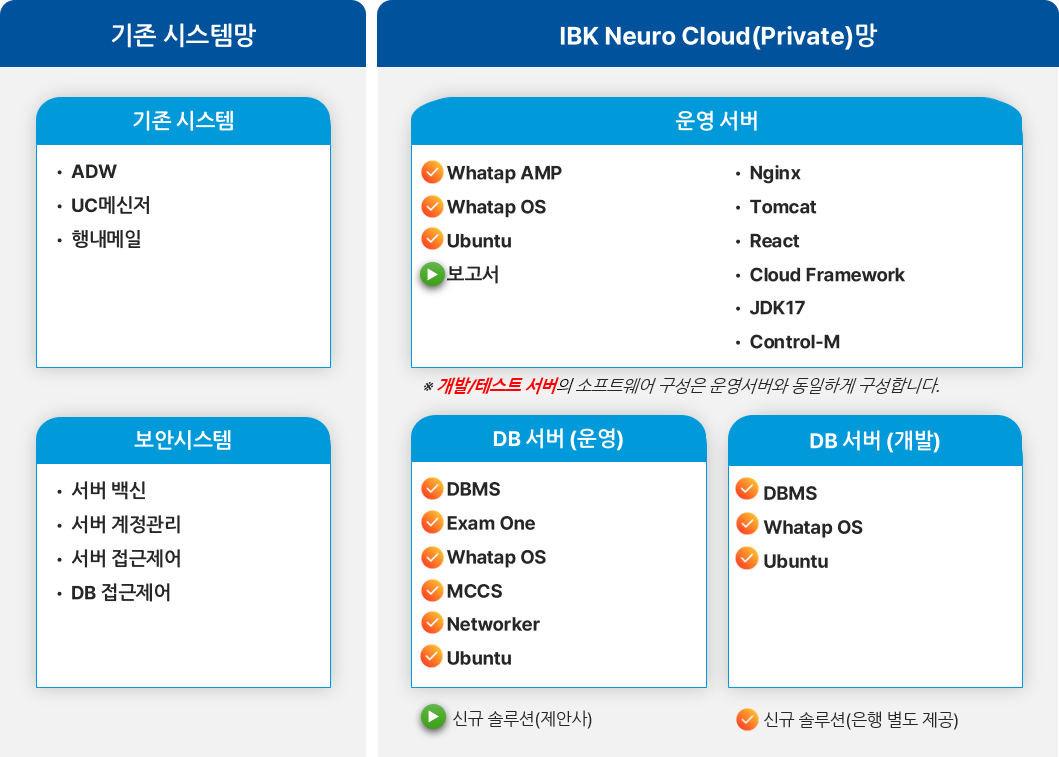 기존 시스템망
기존 시스템
• ADW
• UC메신저
• 행내메일
보안시스템
• 서버 백신
• 서버 계정관리
• 서버 접근제어
• DB 접근제어
IBK Neuro Cloud(Private)망
운영 서버
Whatap AMP
Whatap OS
Ubuntu
보고서
• Nginx
• Tomcat
• React
• Cloud Framework
• JDK17
• Control-M
※ 개발/테스트 서버의 소프트웨어 구성은 운영서버와 동일하게 구성합니다.
DB 서버 (운영)
DBMS
Exam One
Whatap OS
MCCS
Networker
Ubuntu
DB 서버 (개발)
DBMS
Whatap OS
Ubuntu
신규 솔루션(제안사)
신규 솔루션(은행 별도 제공)